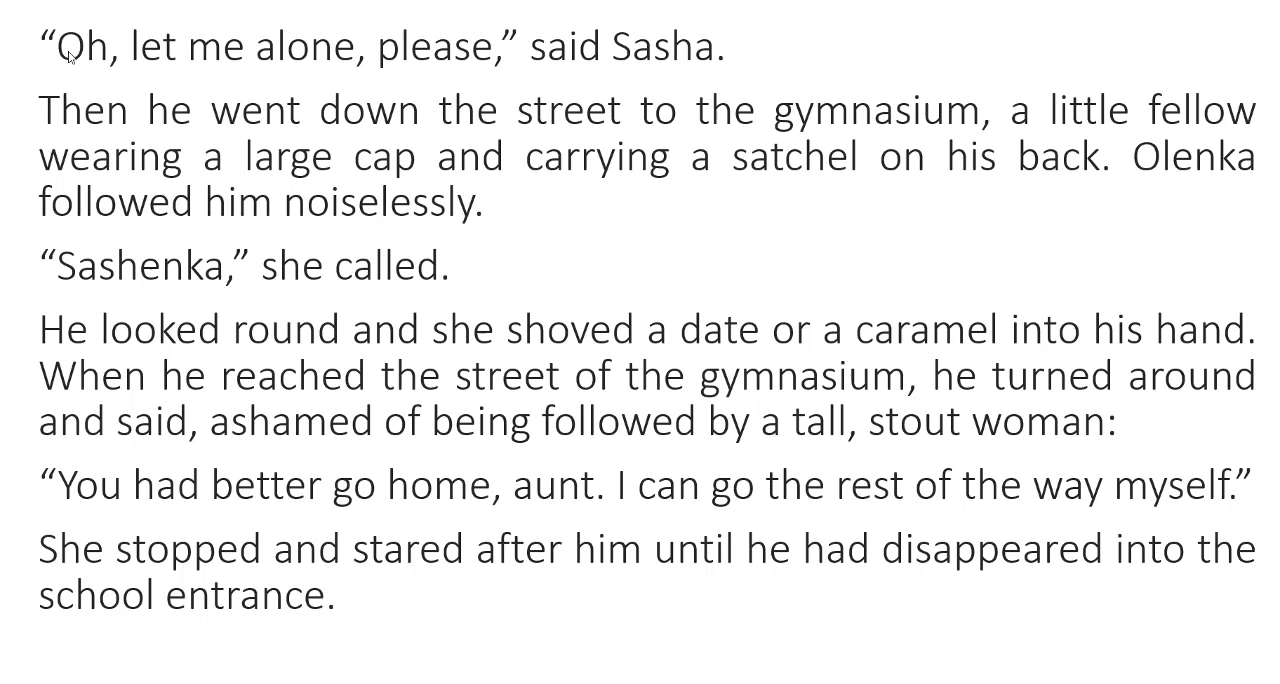 “Oh, let me alone, please,” said Sasha.
Then he went down the street to the gymnasium, a little fellow
wearing a large cap and carrying a satchel on his back. Olenka
followed him noiselessly.
“Sashenka,” she called.
He looked round and she shoved a date or a caramel into his hand.
When he reached the street of the gymnasium, he turned around
and said, ashamed of being followed by a tall, stout woman:
“You had better go home, aunt. I can go the rest of the way myself.”
She stopped and stared after him until he had disappeared into the
school entrance.